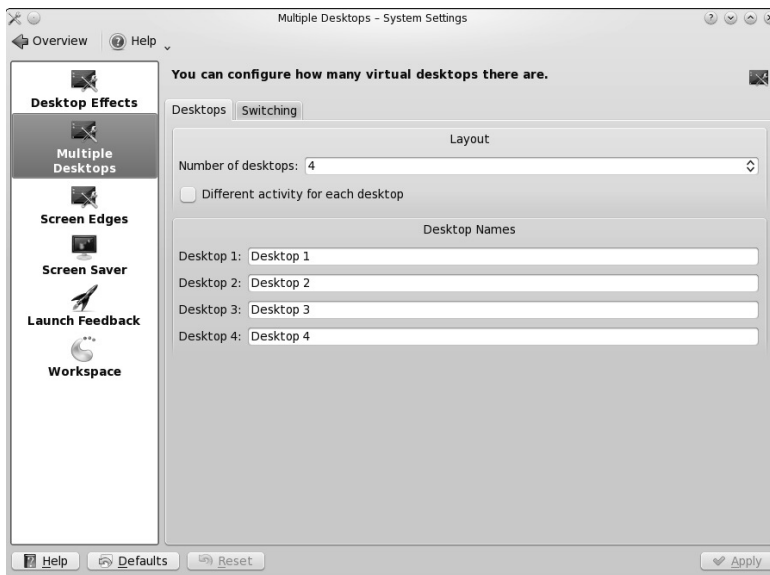 Multiple Desktops – System Settings
Overview Help
You can configure how many virtual desktops there are.
Desktop Effects
Multiple
Desktops
Screen Edges
Screen Saver
Launch Feedback
Workspace
Desktops Switching
Layout
Number of desktops: 4
Different activity for each desktop
Desktop Names
Desktop 1: Desktop 1
Desktop 2: Desktop 2
Desktop 3: Desktop 3
Desktop 4: Desktop 4
Help Defaults Reset Apply